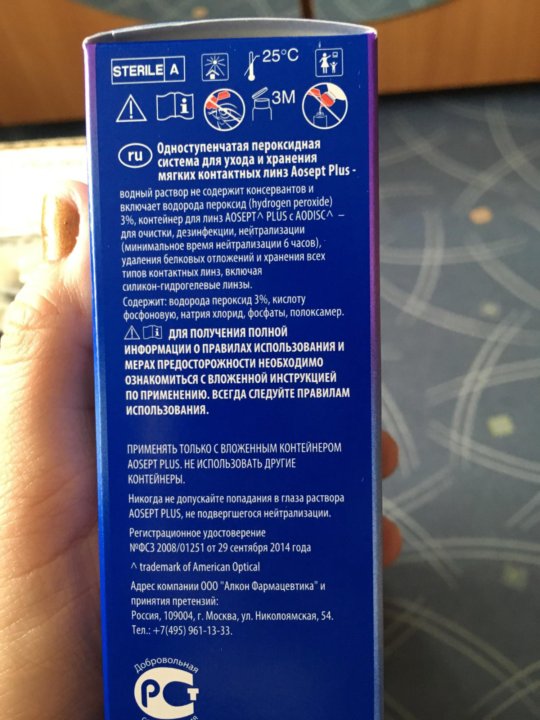 STERILE A
25°C
3M
ru
Одноступенчатая пероксидная
система для ухода и хранения
мягких контактных линз Aosept Plus -
водный раствор не содержит консервантов и
включает водорода пероксид (hydrogen peroxide)
3%, контейнер для линз AOSEPT^ PLUS с AODISC^ –
для очистки, дезинфекции, нейтрализации
(минимальное время нейтрализации 6 часов),
удаления белковых отложений и хранения всех
типов контактных линз, включая
силикон-гидрогелевые линзы.
Содержит: водорода пероксид 3%, кислоту
фосфоновую, натрия хлорид, фосфаты, полоксамер.
ДЛЯ ПОЛУЧЕНИЯ ПОЛНОЙ
ИНФОРМАЦИИ О ПРАВИЛАХ ИСПОЛЬЗОВАНИЯ И
МЕРАХ ПРЕДОСТОРОЖНОСТИ НЕОБХОДИМО
ОЗНАКОМИТЬСЯ С ВЛОЖЕННОЙ ИНСТРУКЦИЕЙ
ПО ПРИМЕНЕНИЮ. ВСЕГДА СЛЕДУЙТЕ ПРАВИЛАМ
ИСПОЛЬЗОВАНИЯ.
ПРИМЕНЯТЬ ТОЛЬКО С ВЛОЖЕННЫМ КОНТЕЙНЕРОМ
AOSEPT PLUS. НЕ ИСПОЛЬЗОВАТЬ ДРУГИЕ
КОНТЕЙНЕРЫ.
Никогда не допускайте попадания в глаза раствора
AOSEPT PLUS, не подвергшегося нейтрализации.
Регистрационное удостоверение
№ФСЗ 2008/01251 от 29 сентября 2014 года
^ trademark of American Optical
Адрес компании ООО "Алкон Фармацевтика" и
принятия претензий:
Россия, 109004, г. Москва, ул. Николоямская, 54.
Тел.: +7(495) 961-13-33.
Добровольная
РСТ